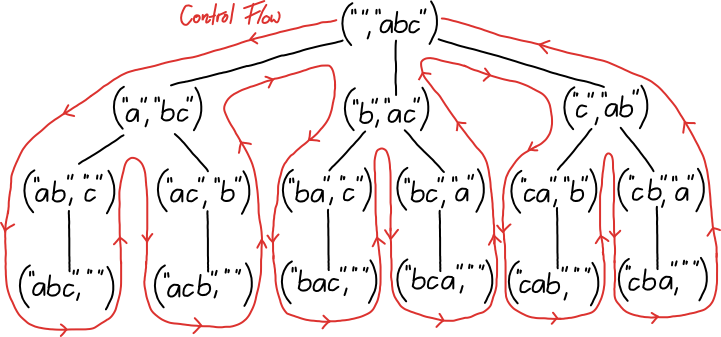 Control Flow
("","abc")
("a","bc") ("b","ac") ("c","ab")
("ab","c") ("ac","b") ("ba","c") ("bc","a") ("ca","b") ("cb","a")
("abc,"") ("acb,"") ("bac,"") ("bca,"") ("cab,"") ("cba,"")